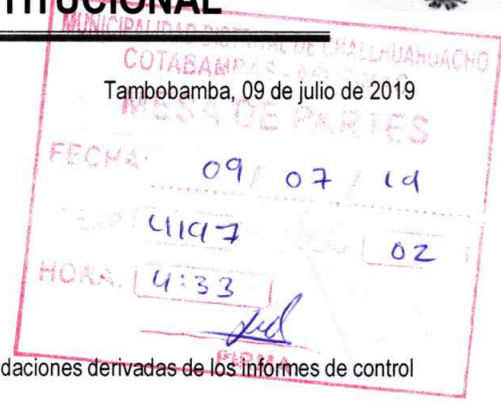 TITUCIONAL
MUNICIPALIDAD DISTRITAL DE CHALLHUAHUACHO
COTABAMBAS - APURIMAC
Tambobamba, 09 de julio de 2019
MESA DE PARTES
FECHA: 09 / 07 / 19
4197 02
HORA: 4:33
FIRMA
daciones derivadas de los informes de control